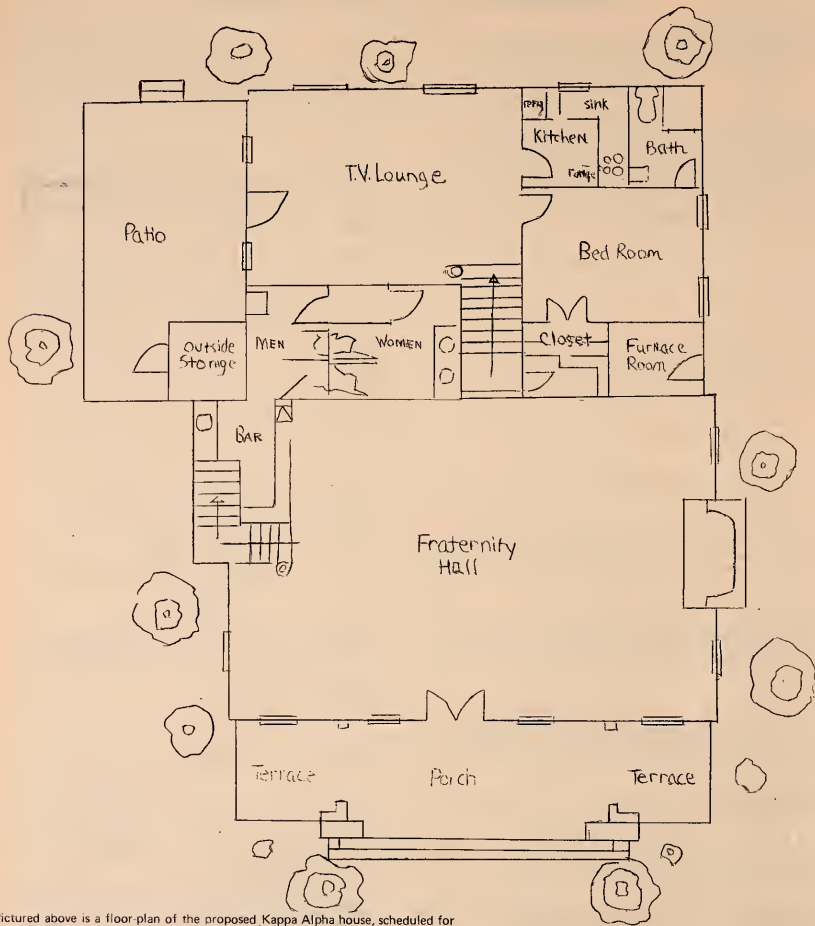 refrg
sink
Kitchen
Bath
T.V. Lounge
range
Patio
Bed Room
Outside
Storage
MEN
WOMEN
Closet
Furnace
Room
BAR
Fraternity
Hall
Terrace
Porch
Terrace
ictured above is a floor-plan of the proposed Kappa Alpha house, scheduled for